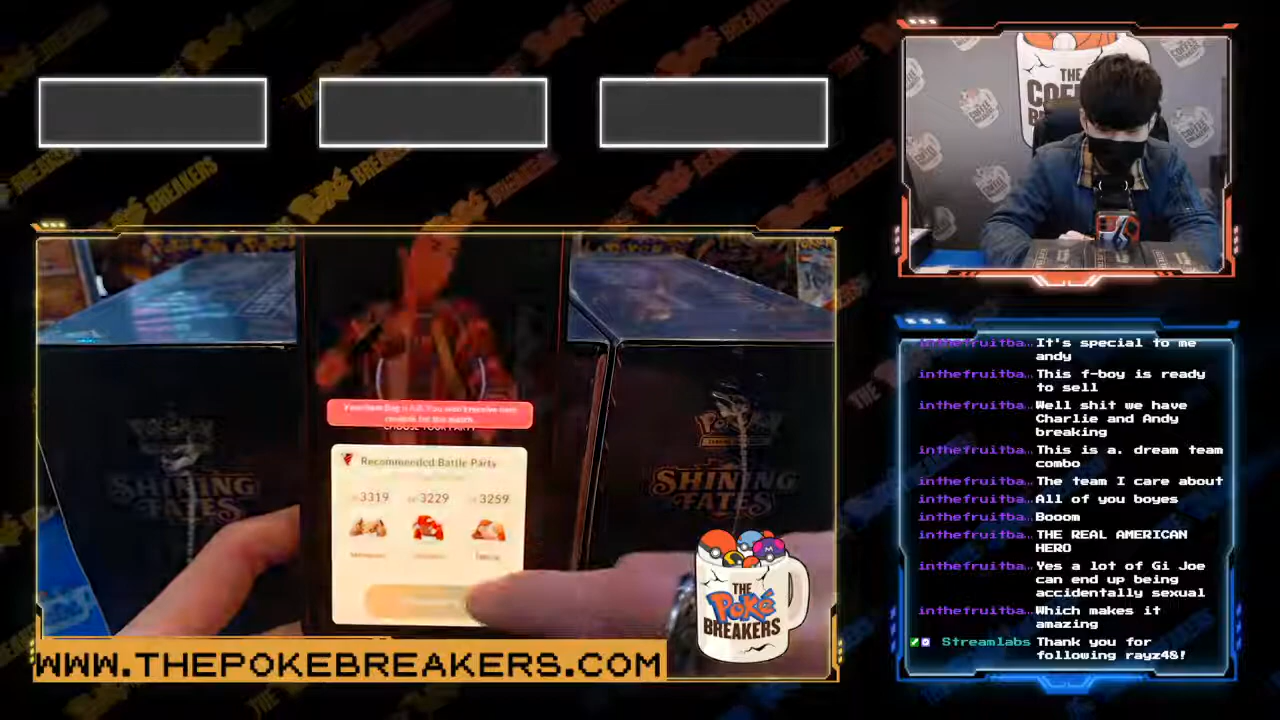 THE
COFFEE
BREAKERS
SHINING
FATES
SHINING
FATES
Recommended Battle Party
3319
3229
3259
THE
Poké
BREAKERS
WWW.THEPOKEBREAKERS.COM
inthefruitba… It's special to me
andy
inthefruitba… This f-boy is ready
to sell
inthefruitba… Well shit we have
Charlie and Andy
breaking
inthefruitba… This is a. dream team
combo
inthefruitba… The team I care about
inthefruitba… All of you boyes
inthefruitba… Booom
inthefruitba… THE REAL AMERICAN
HERO
inthefruitba… Yes a lot of Gi Joe
can end up being
accidentally sexual
inthefruitba… Which makes it
amazing
Streamlabs Thank you for
following rayz48!